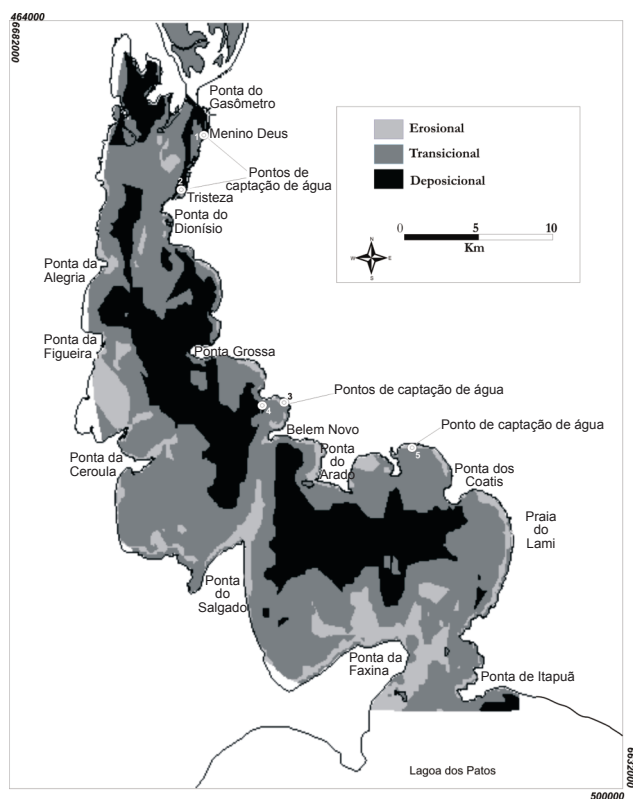 464000
6682000
Ponta do
Gasômetro
Menino Deus
Erosional
Transicional
Deposicional
0 5 10
Km
N
W E
S
Pontos de
captação de água
2
Tristeza
Ponta do
Dionísio
Ponta da
Alegria
Ponta da
Figueira
Ponta Grossa
Pontos de captação de água
3
4
Belem Novo
Ponto de captação de água
5
Ponta
do
Arado
Ponta da
Ceroula
Ponta dos
Coatis
Praia
do
Lami
Ponta
do
Salgado
Ponta da
Faxina
Ponta de Itapuã
Lagoa dos Patos
6632000
500000